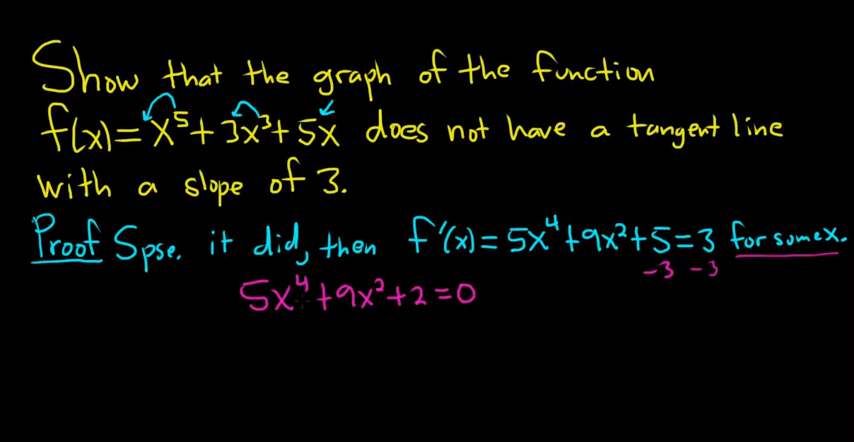 Show that the graph of the function
f(x) = x⁵ + 3x³ + 5x does not have a tangent line
with a slope of 3.
Proof Spse. it did, then f'(x) = 5x⁴ + 9x² + 5 = 3 for some x.
-3 -3
5x⁴ + 9x² + 2 = 0